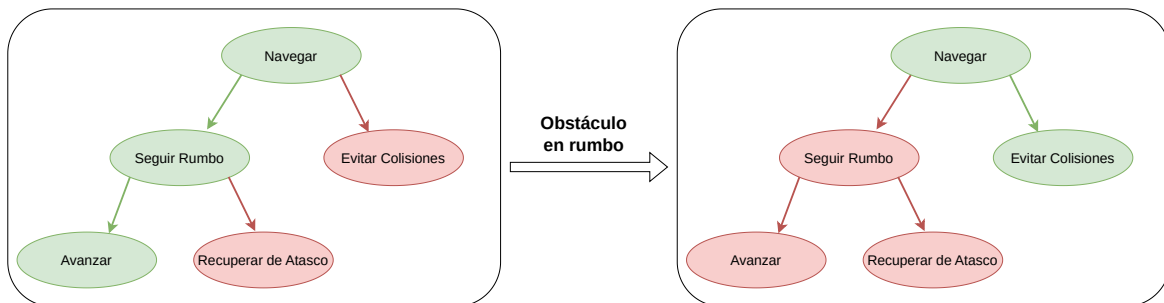 Navegar
Seguir Rumbo
Evitar Colisiones
Avanzar
Recuperar de Atasco
Obstáculo
en rumbo
Navegar
Seguir Rumbo
Evitar Colisiones
Avanzar
Recuperar de Atasco